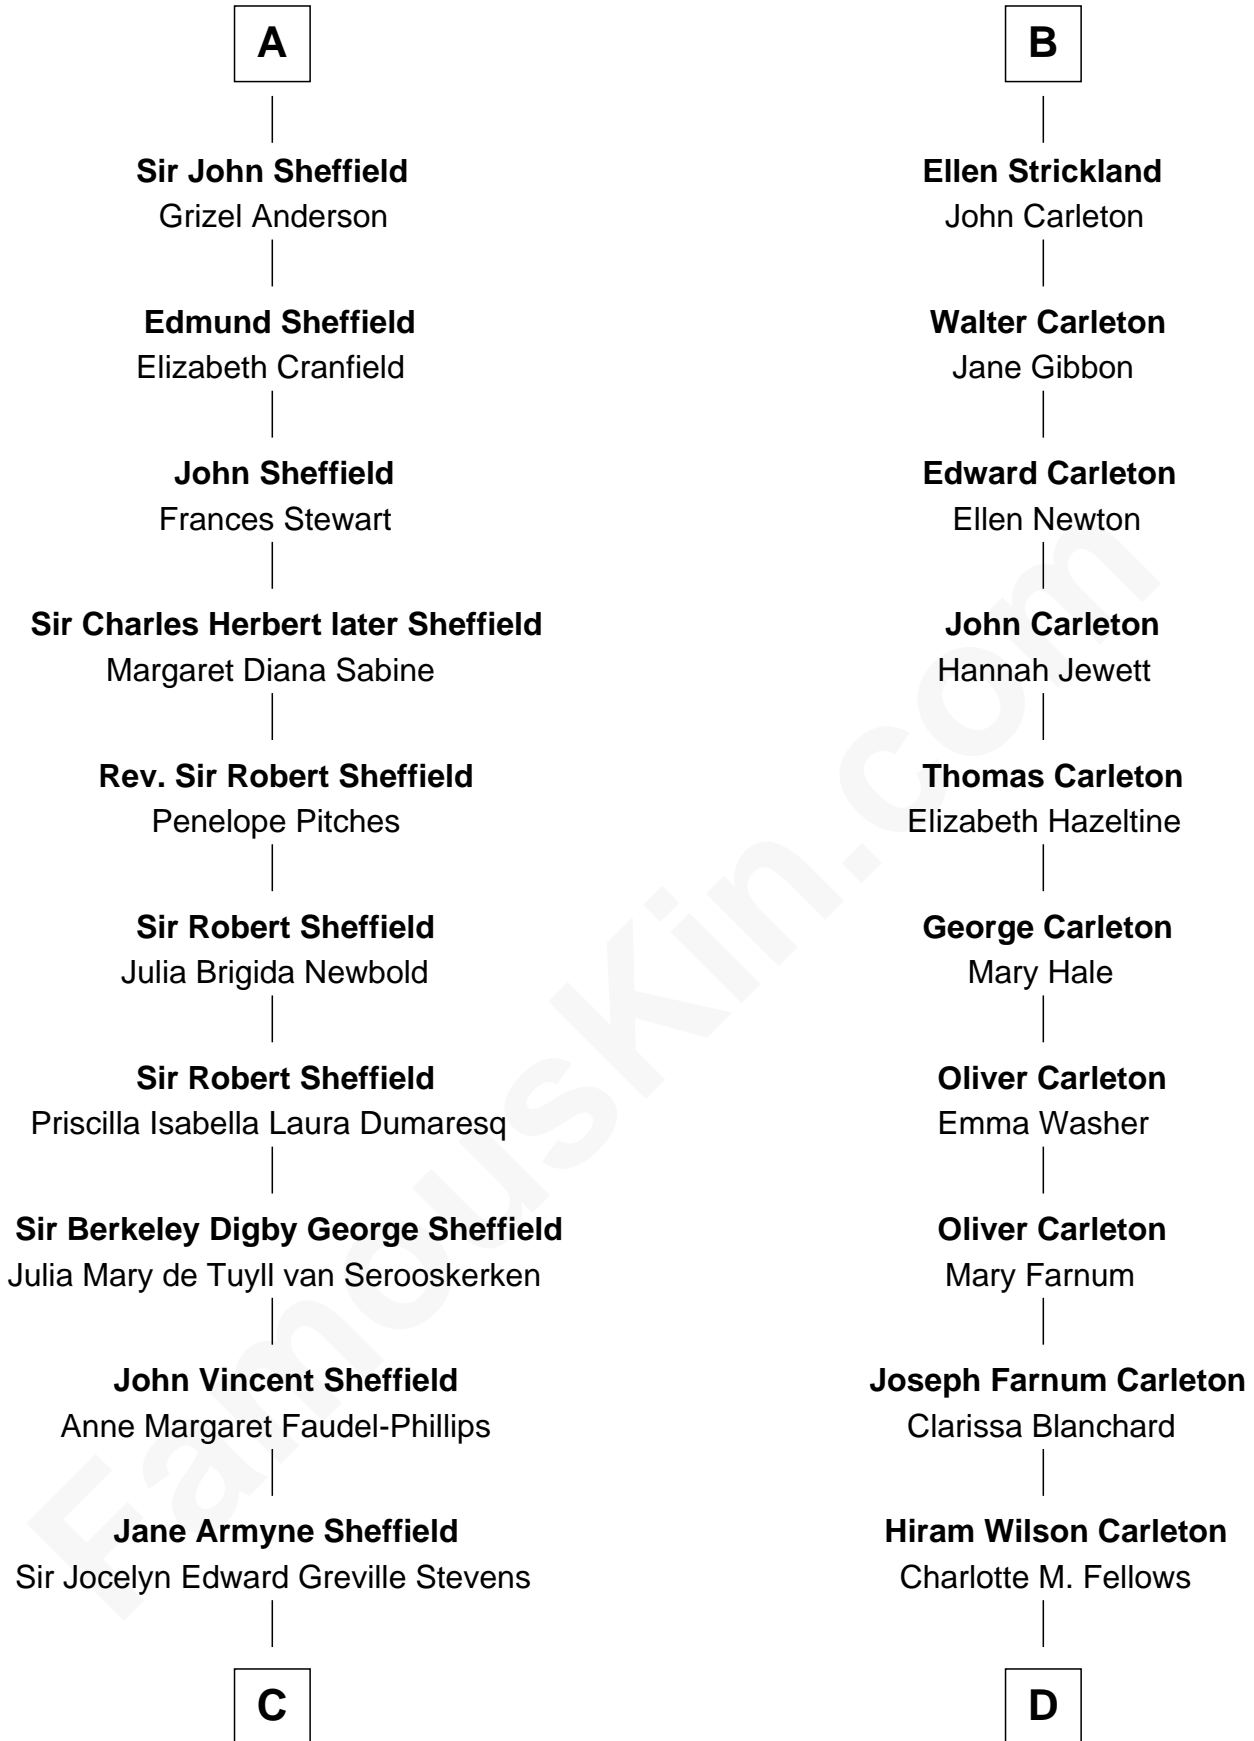 A
Sir John Sheffield
Grizel Anderson
Edmund Sheffield
Elizabeth Cranfield
John Sheffield
Frances Stewart
Sir Charles Herbert later Sheffield
Margaret Diana Sabine
Rev. Sir Robert Sheffield
Penelope Pitches
Sir Robert Sheffield
Julia Brigida Newbold
Sir Robert Sheffield
Priscilla Isabella Laura Dumaresq
Sir Berkeley Digby George Sheffield
Julia Mary de Tuyll van Serooskerken
John Vincent Sheffield
Anne Margaret Faudel-Phillips
Jane Armyne Sheffield
Sir Jocelyn Edward Greville Stevens
C
B
Ellen Strickland
John Carleton
Walter Carleton
Jane Gibbon
Edward Carleton
Ellen Newton
John Carleton
Hannah Jewett
Thomas Carleton
Elizabeth Hazeltine
George Carleton
Mary Hale
Oliver Carleton
Emma Washer
Oliver Carleton
Mary Farnum
Joseph Farnum Carleton
Clarissa Blanchard
Hiram Wilson Carleton
Charlotte M. Fellows
D
FamousKin.com